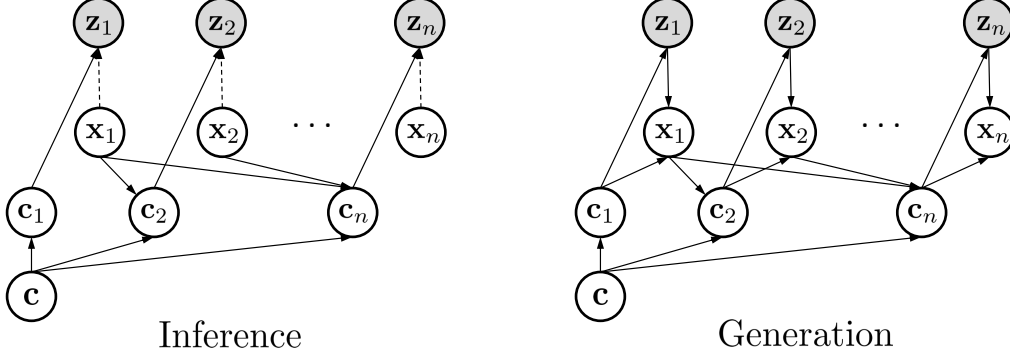 z₁ z₂ zₙ z₁ z₂ zₙ
x₁ x₂ ··· xₙ x₁ x₂ ··· xₙ
c₁ c₂ cₙ c₁ c₂ cₙ
c c
Inference Generation